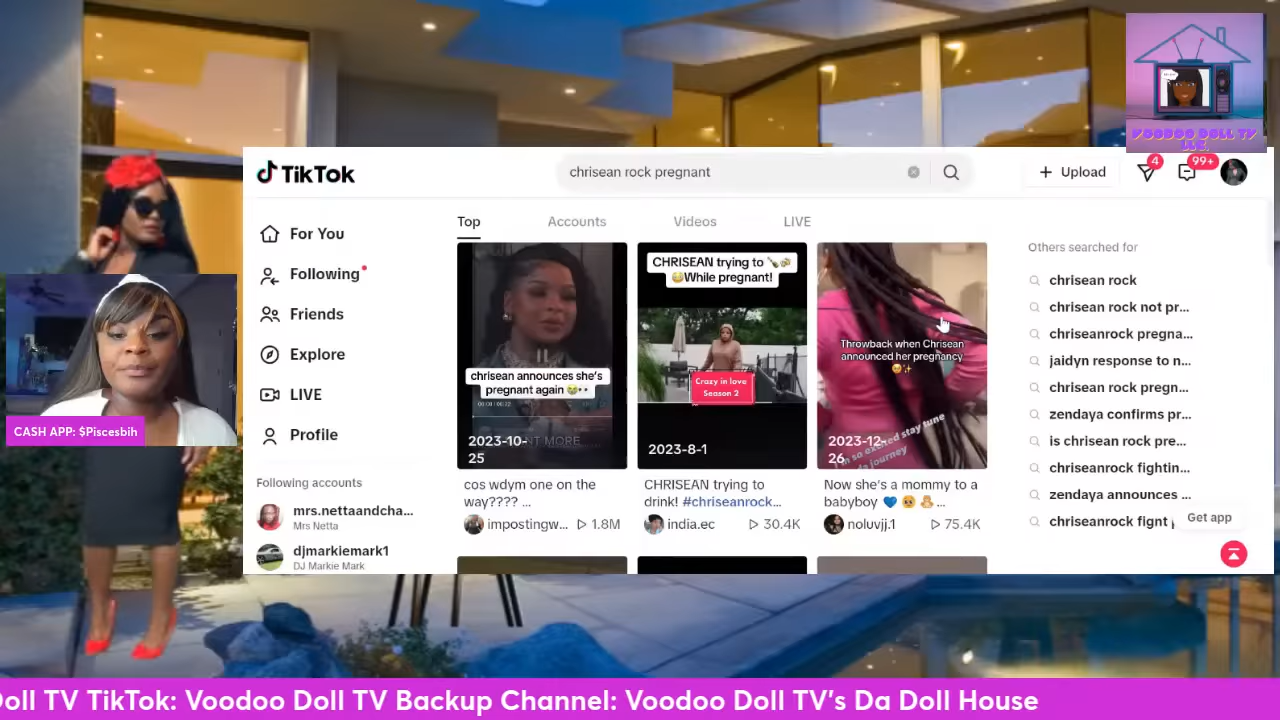 VOODOO DOLL TV
LLC.
TikTok
chrisean rock pregnant
Upload
4
99+
For You
Following
Friends
Explore
LIVE
Profile
Following accounts
mrs.nettaandcha...
Mrs Netta
djmarkiemark1
DJ Markie Mark
Top
Accounts
Videos
LIVE
chrisean announces she's
pregnant again
2023-10-
25
cos wdym one on the
way???? ...
impostingw...
1.8M
CHRISEAN trying to
While pregnant!
Crazy in love
Season 2
2023-8-1
CHRISEAN trying to
drink! #chriseanrock...
india.ec
30.4K
Throwback when Chrisean
announced her pregnancy
2023-12-
26
Now she's a mommy to a
babyboy 💙 ...
noluvjj.1
75.4K
Others searched for
chrisean rock
chrisean rock not pr...
chriseanrock pregna...
jaidyn response to n...
chrisean rock pregn...
zendaya confirms pr...
is chrisean rock pre...
chriseanrock fightin...
zendaya announces ...
chriseanrock fignt
Get app
CASH APP: $Piscesbih
Doll TV TikTok: Voodoo Doll TV Backup Channel: Voodoo Doll TV's Da Doll House